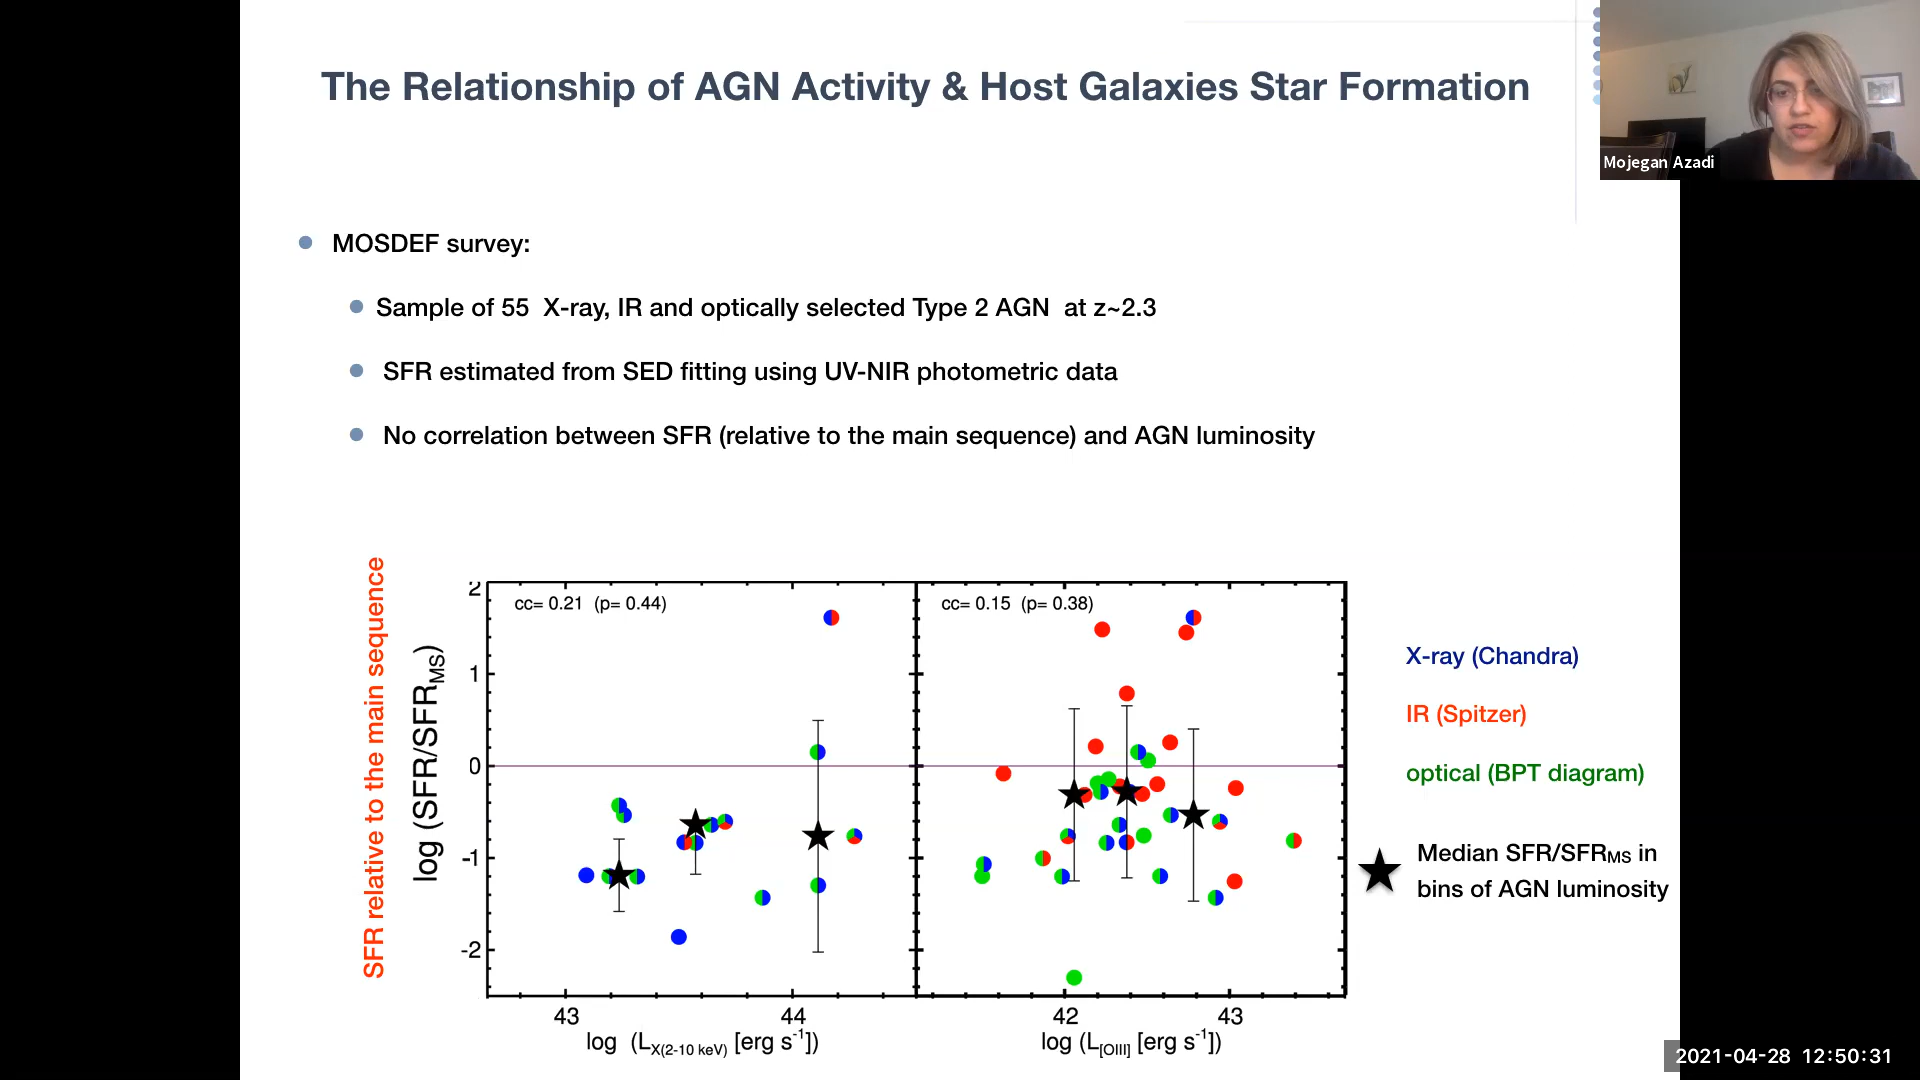 The Relationship of AGN Activity & Host Galaxies Star Formation
Mojegan Azadi
MOSDEF survey:
Sample of 55 X-ray, IR and optically selected Type 2 AGN at z~2.3
SFR estimated from SED fitting using UV-NIR photometric data
No correlation between SFR (relative to the main sequence) and AGN luminosity
SFR relative to the main sequence
log (SFR/SFR_MS)
2
1
0
-1
-2
cc= 0.21 (p= 0.44)
cc= 0.15 (p= 0.38)
43
44
42
43
log (L_X(2-10 keV) [erg s^-1])
log (L_[OIII] [erg s^-1])
X-ray (Chandra)
IR (Spitzer)
optical (BPT diagram)
Median SFR/SFR_MS in
bins of AGN luminosity
2021-04-28 12:50:31